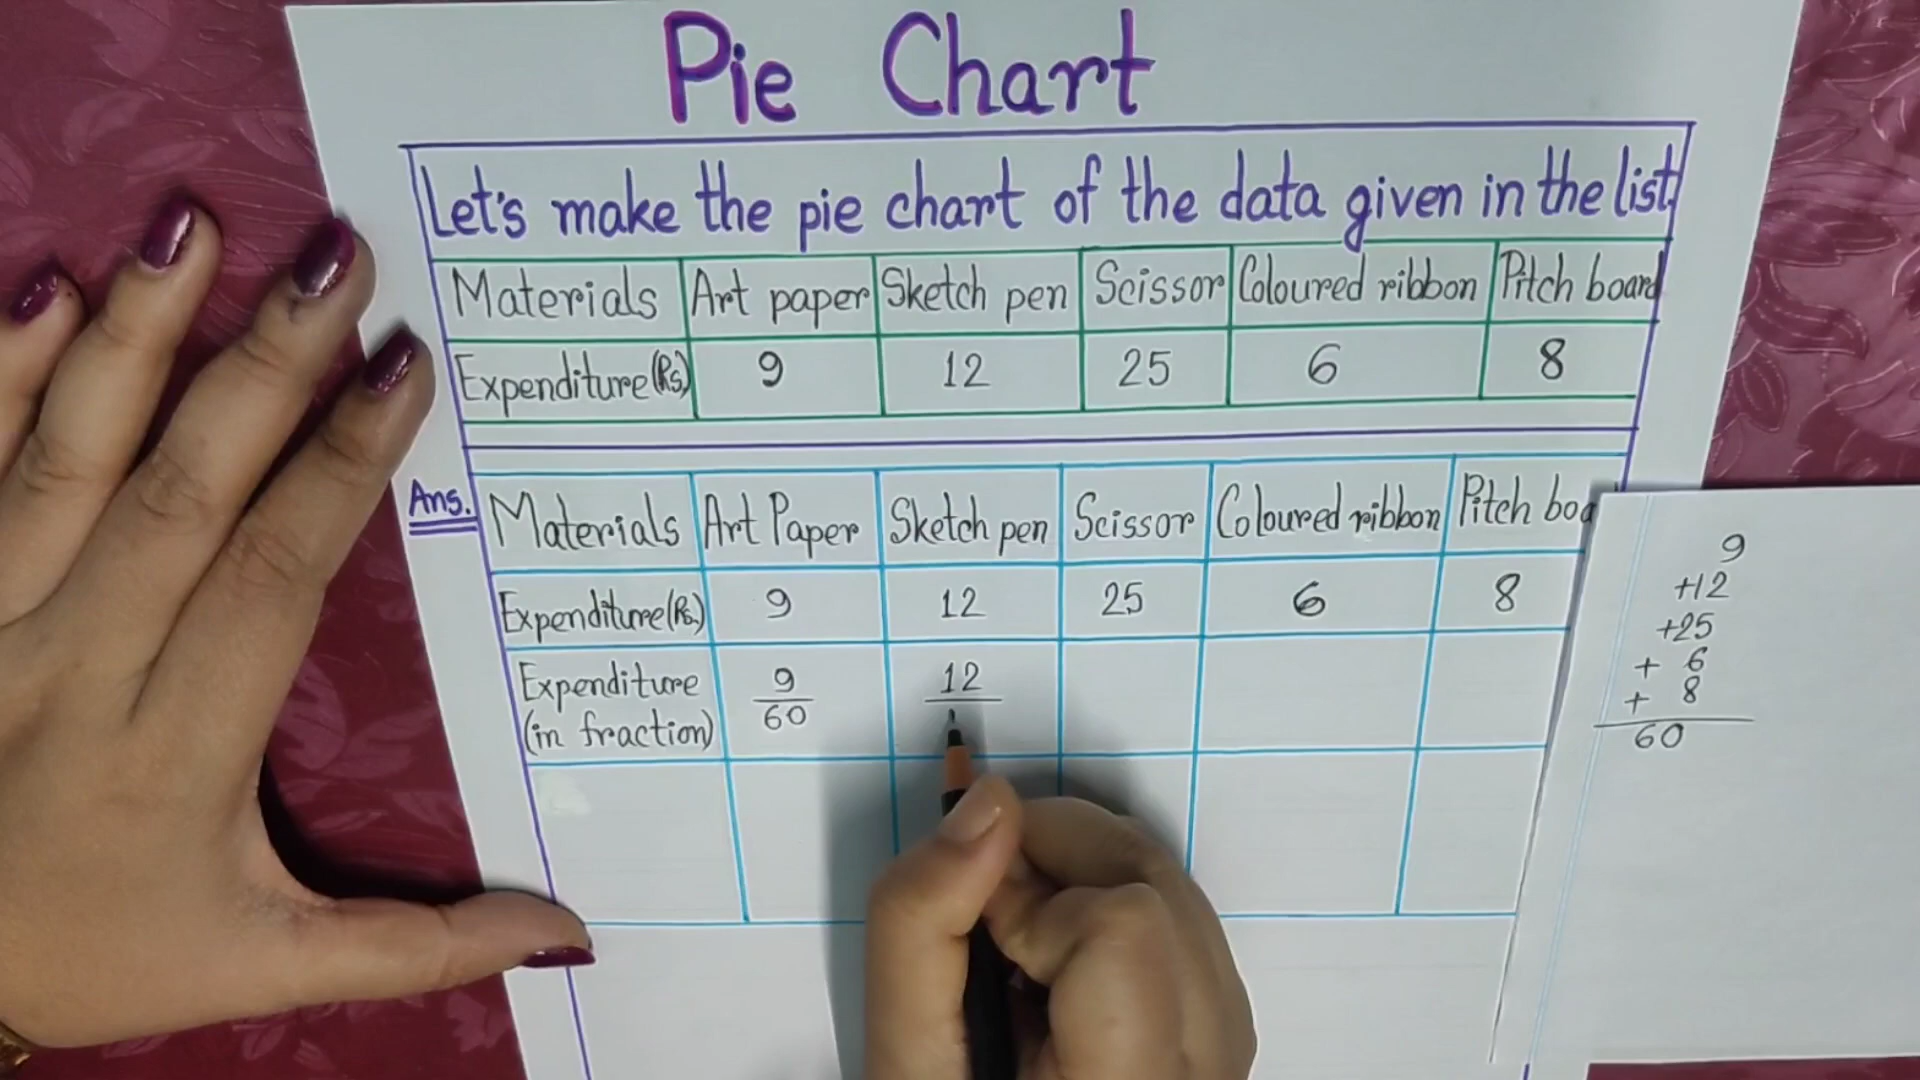 Pie Chart
Let's make the pie chart of the data given in the list.
Materials Art paper Sketch pen Scissor Coloured ribbon Pitch board
Expenditure (Rs.) 9 12 25 6 8
Ans.
Materials Art Paper Sketch pen Scissor Coloured ribbon Pitch boa
Expenditure (Rs.) 9 12 25 6 8
Expenditure (in fraction) 9/60 12/
9
+12
+25
+ 6
+ 8
60